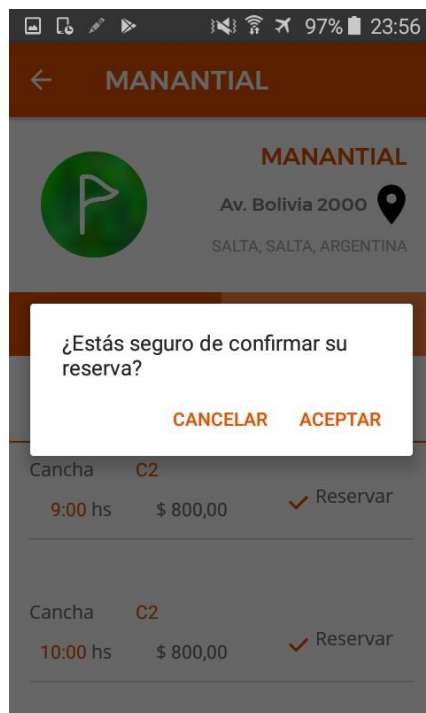 97% 23:56
MANANTIAL
MANANTIAL
Av. Bolivia 2000
SALTA, SALTA, ARGENTINA
¿Estás seguro de confirmar su
reserva?
CANCELAR ACEPTAR
Cancha C2
9:00 hs $ 800,00 Reservar
Cancha C2
10:00 hs $ 800,00 Reservar